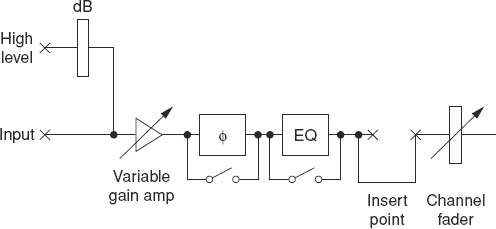 dB
High
level
Input
ϕ
EQ
Variable
gain amp
Insert
point
Channel
fader